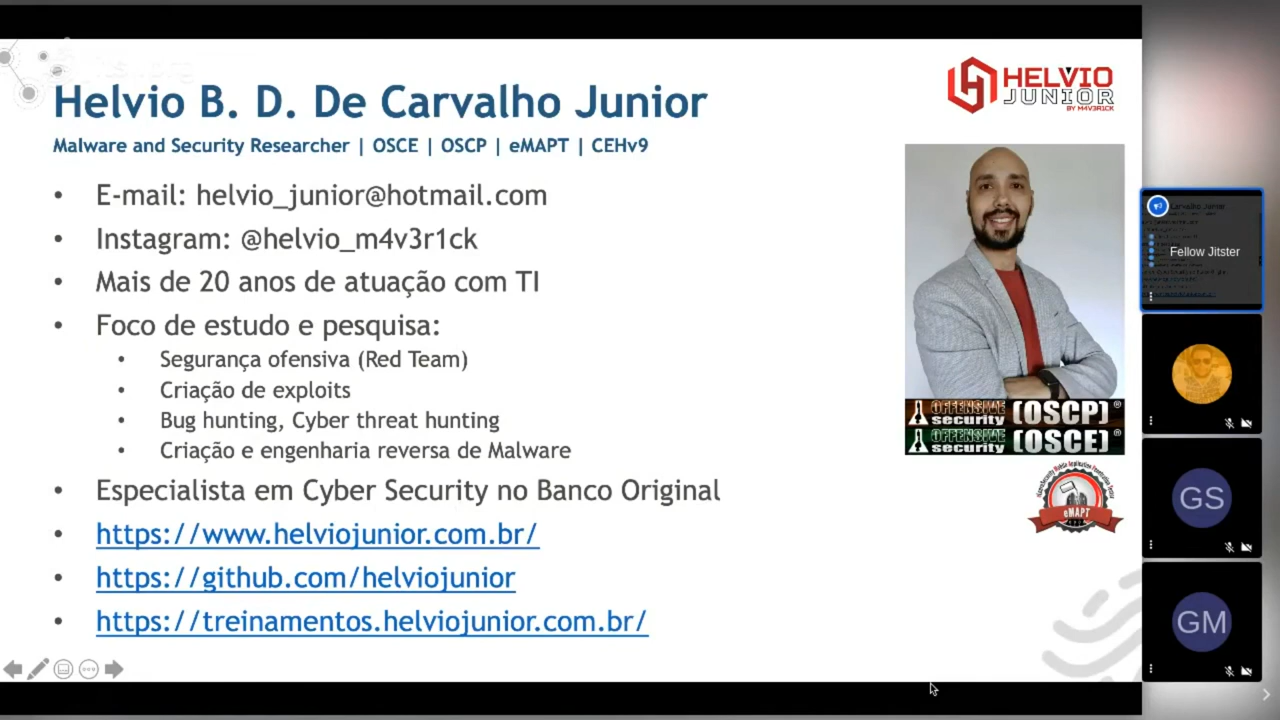 Helvio B. D. De Carvalho Junior
HELVIO
JUNIOR
BY M4V3R1CK
Malware and Security Researcher | OSCE | OSCP | eMAPT | CEHv9
• E-mail: helvio_junior@hotmail.com
• Instagram: @helvio_m4v3r1ck
• Mais de 20 anos de atuação com TI
• Foco de estudo e pesquisa:
• Segurança ofensiva (Red Team)
• Criação de exploits
• Bug hunting, Cyber threat hunting
• Criação e engenharia reversa de Malware
• Especialista em Cyber Security no Banco Original
• https://www.helviojunior.com.br/
• https://github.com/helviojunior
• https://treinamentos.helviojunior.com.br/
OFFENSIVE security (OSCP)®
OFFENSIVE security (OSCE)®
eMAPT
Carvalho Junior
Fellow Jitster
GS
GM